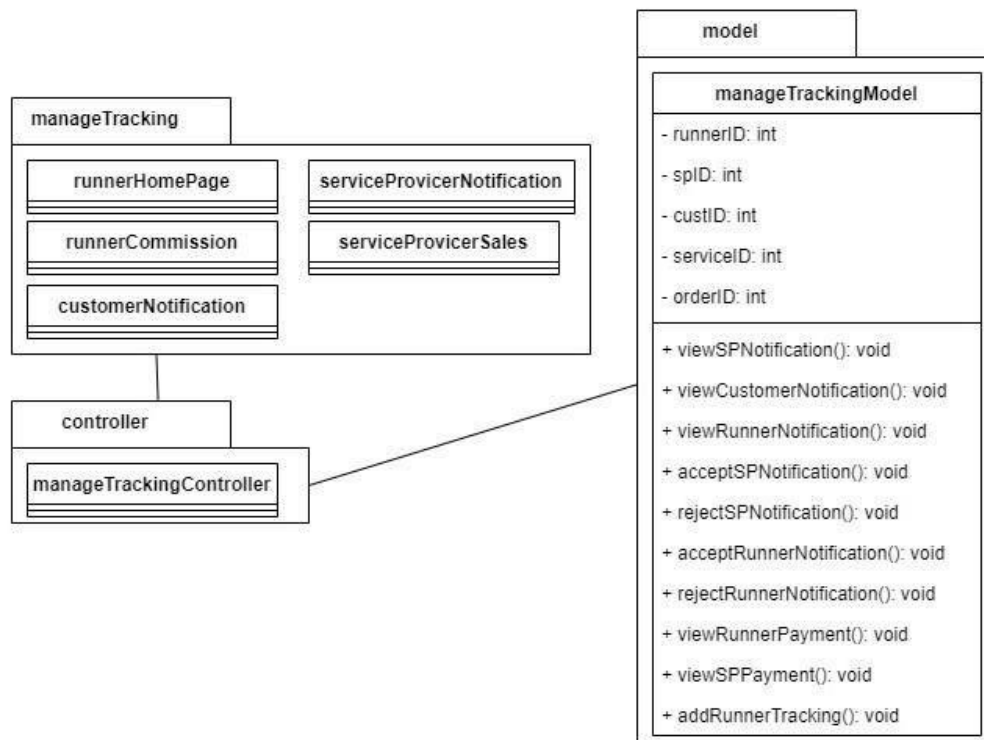 manageTracking
runnerHomePage
serviceProvicerNotification
runnerCommission
serviceProvicerSales
customerNotification
controller
manageTrackingController
model
manageTrackingModel
- runnerID: int
- spID: int
- custID: int
- serviceID: int
- orderID: int
+ viewSPNotification(): void
+ viewCustomerNotification(): void
+ viewRunnerNotification(): void
+ acceptSPNotification(): void
+ rejectSPNotification(): void
+ acceptRunnerNotification(): void
+ rejectRunnerNotification(): void
+ viewRunnerPayment(): void
+ viewSPPayment(): void
+ addRunnerTracking(): void